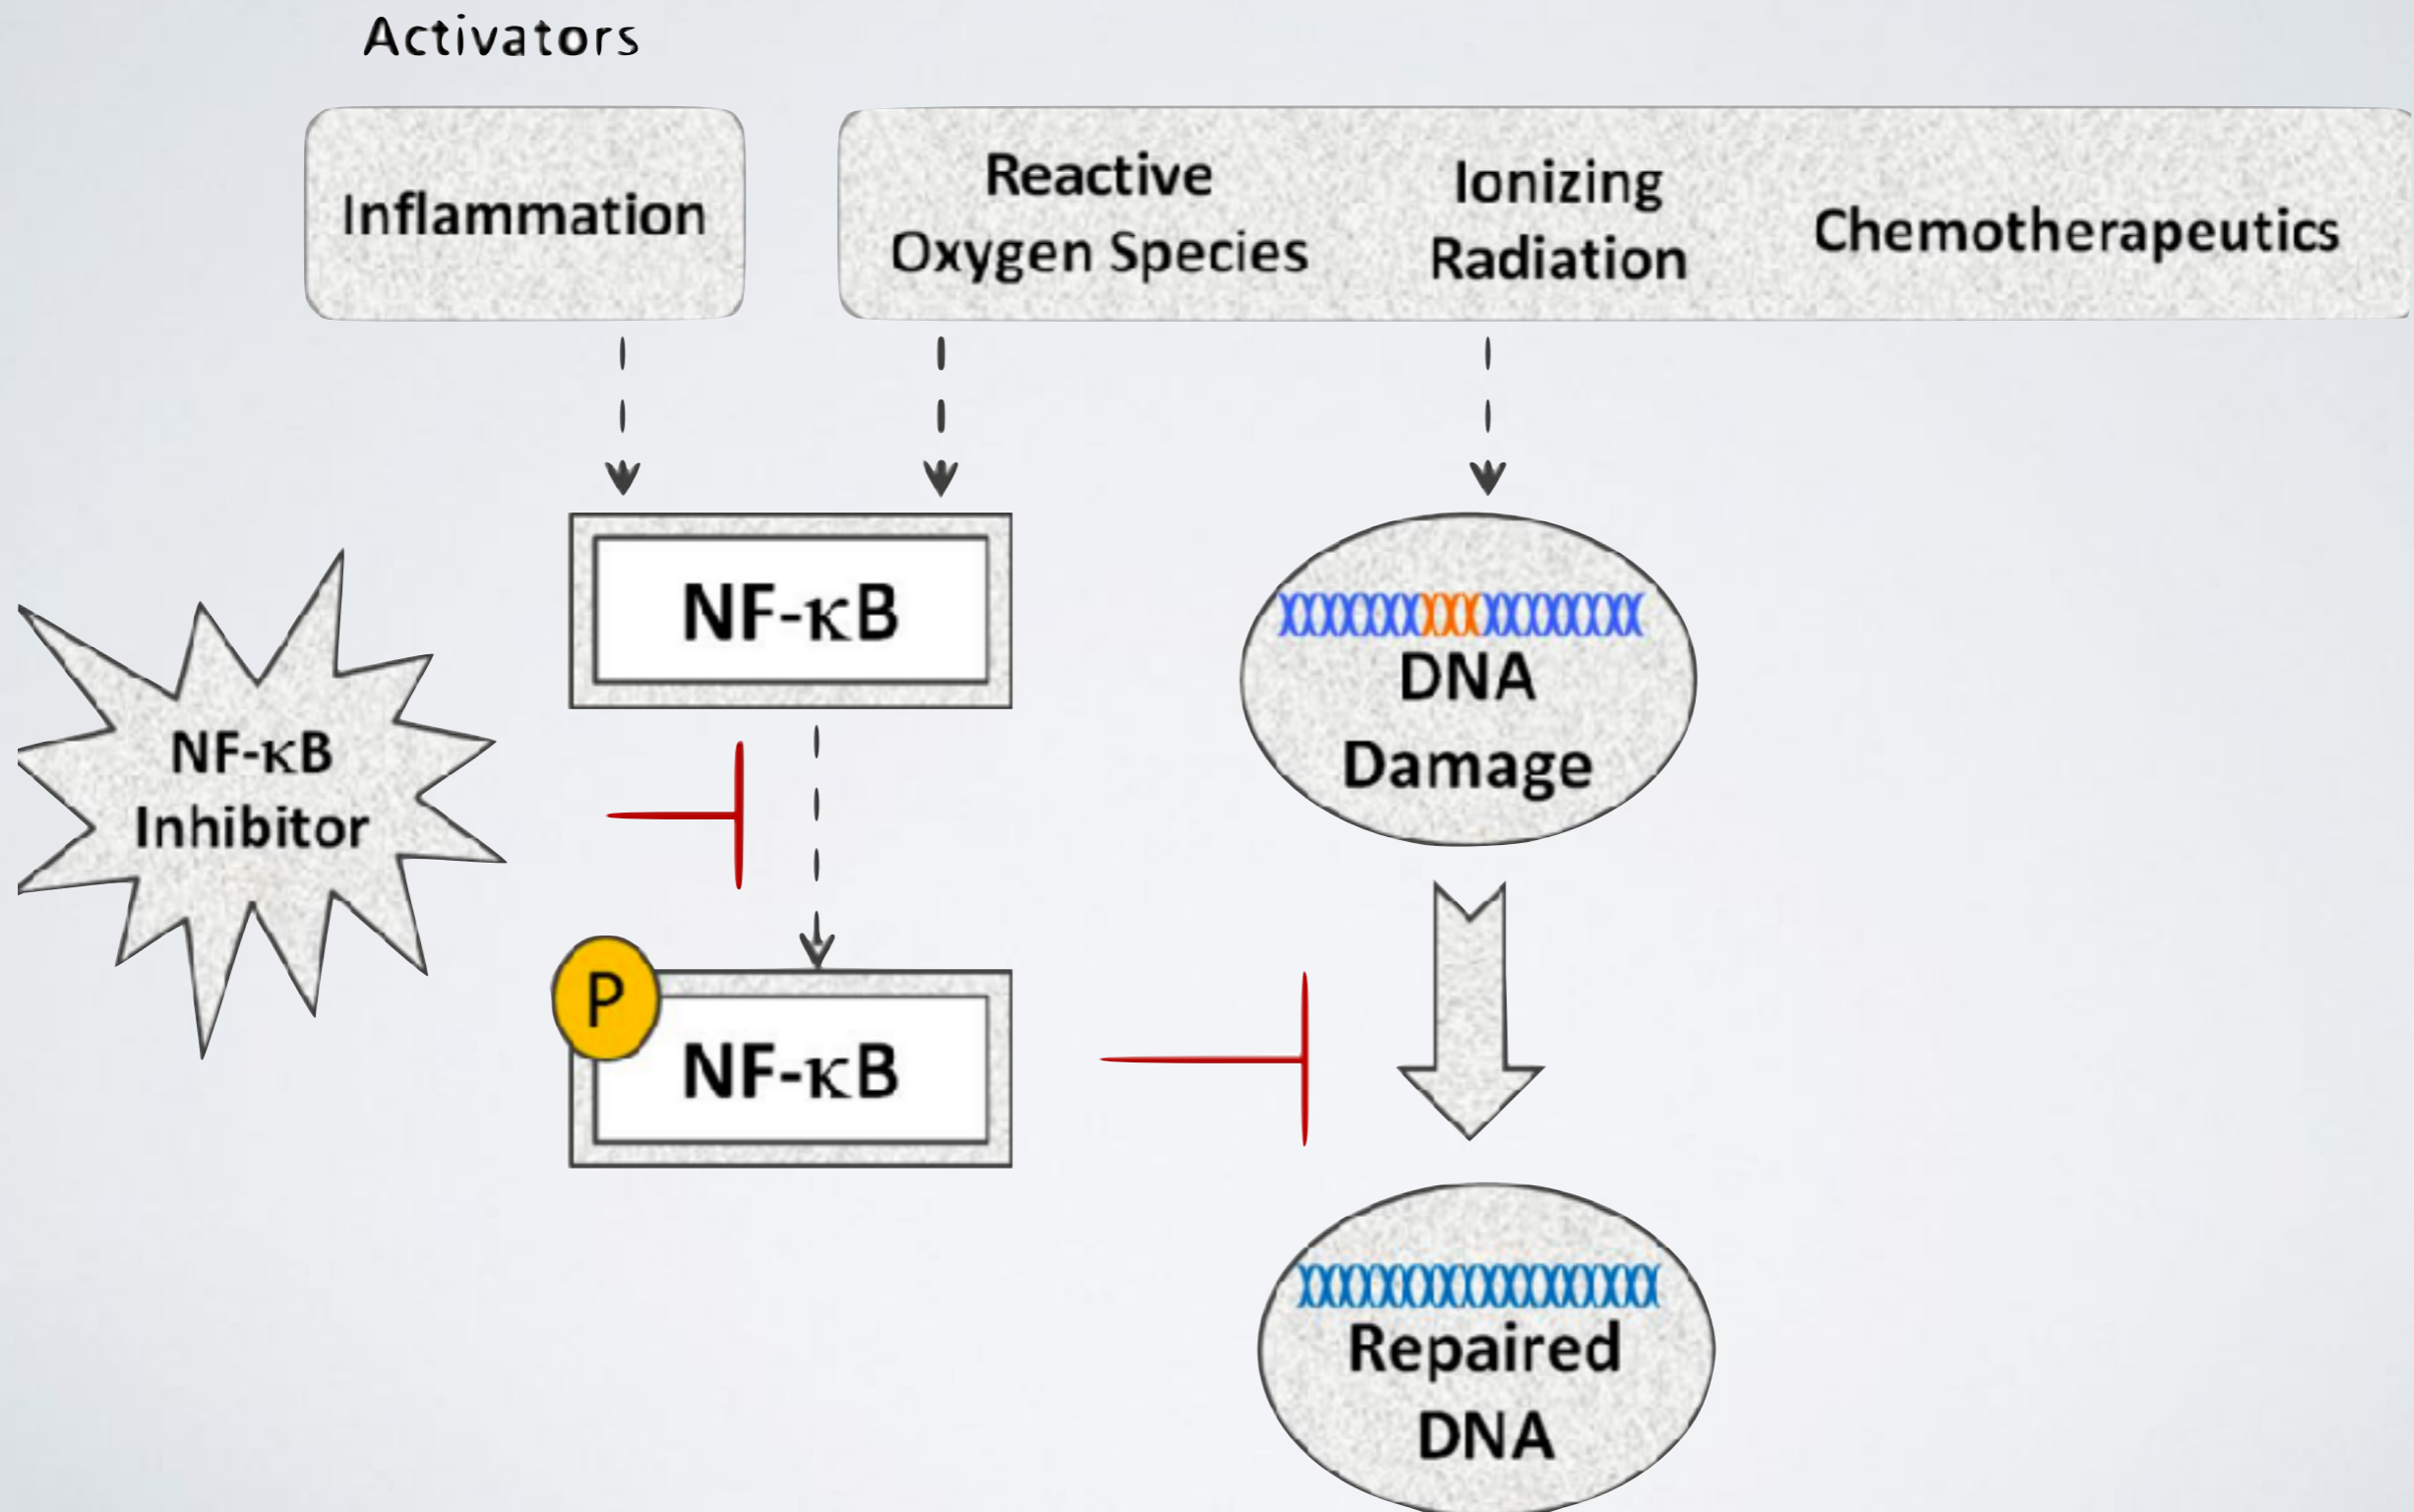 Activators
Inflammation
Reactive
Oxygen Species
Ionizing
Radiation
Chemotherapeutics
NF-κB
DNA
Damage
NF-κB
Inhibitor
P
NF-κB
Repaired
DNA